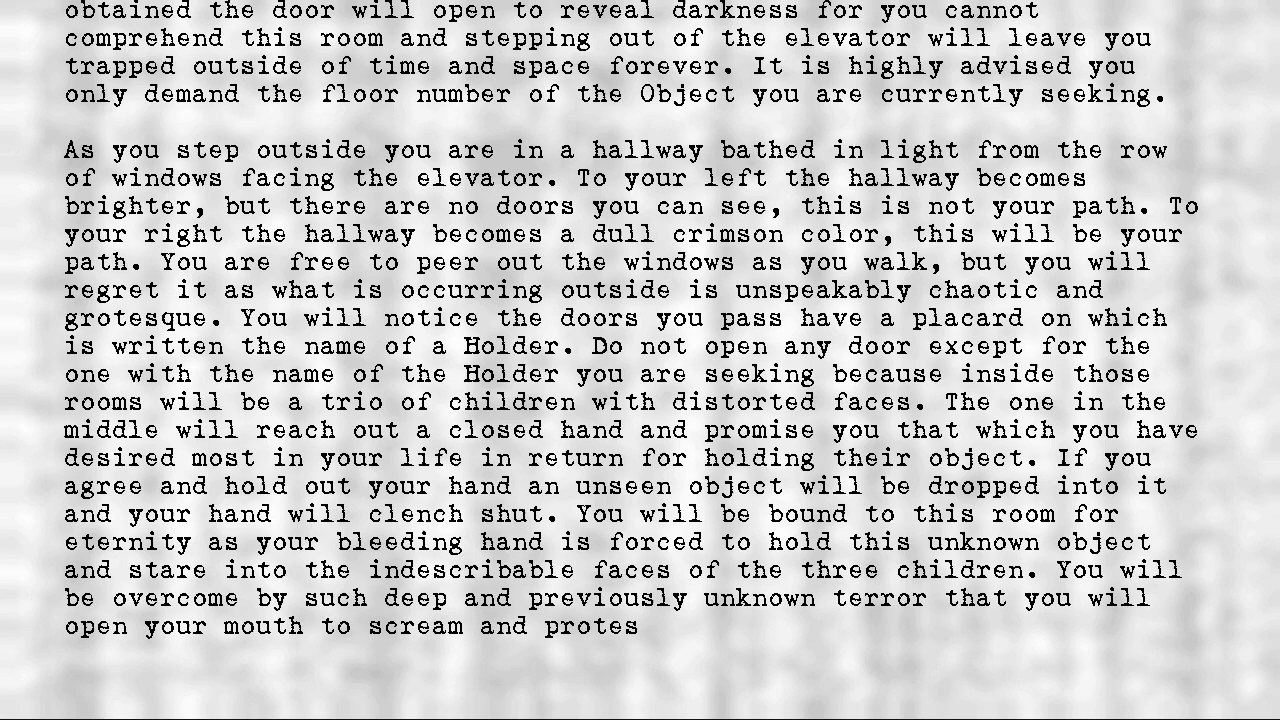 obtained the door will open to reveal darkness for you cannot
comprehend this room and stepping out of the elevator will leave you
trapped outside of time and space forever. It is highly advised you
only demand the floor number of the Object you are currently seeking.
As you step outside you are in a hallway bathed in light from the row
of windows facing the elevator. To your left the hallway becomes
brighter, but there are no doors you can see, this is not your path. To
your right the hallway becomes a dull crimson color, this will be your
path. You are free to peer out the windows as you walk, but you will
regret it as what is occurring outside is unspeakably chaotic and
grotesque. You will notice the doors you pass have a placard on which
is written the name of a Holder. Do not open any door except for the
one with the name of the Holder you are seeking because inside those
rooms will be a trio of children with distorted faces. The one in the
middle will reach out a closed hand and promise you that which you have
desired most in your life in return for holding their object. If you
agree and hold out your hand an unseen object will be dropped into it
and your hand will clench shut. You will be bound to this room for
eternity as your bleeding hand is forced to hold this unknown object
and stare into the indescribable faces of the three children. You will
be overcome by such deep and previously unknown terror that you will
open your mouth to scream and protes